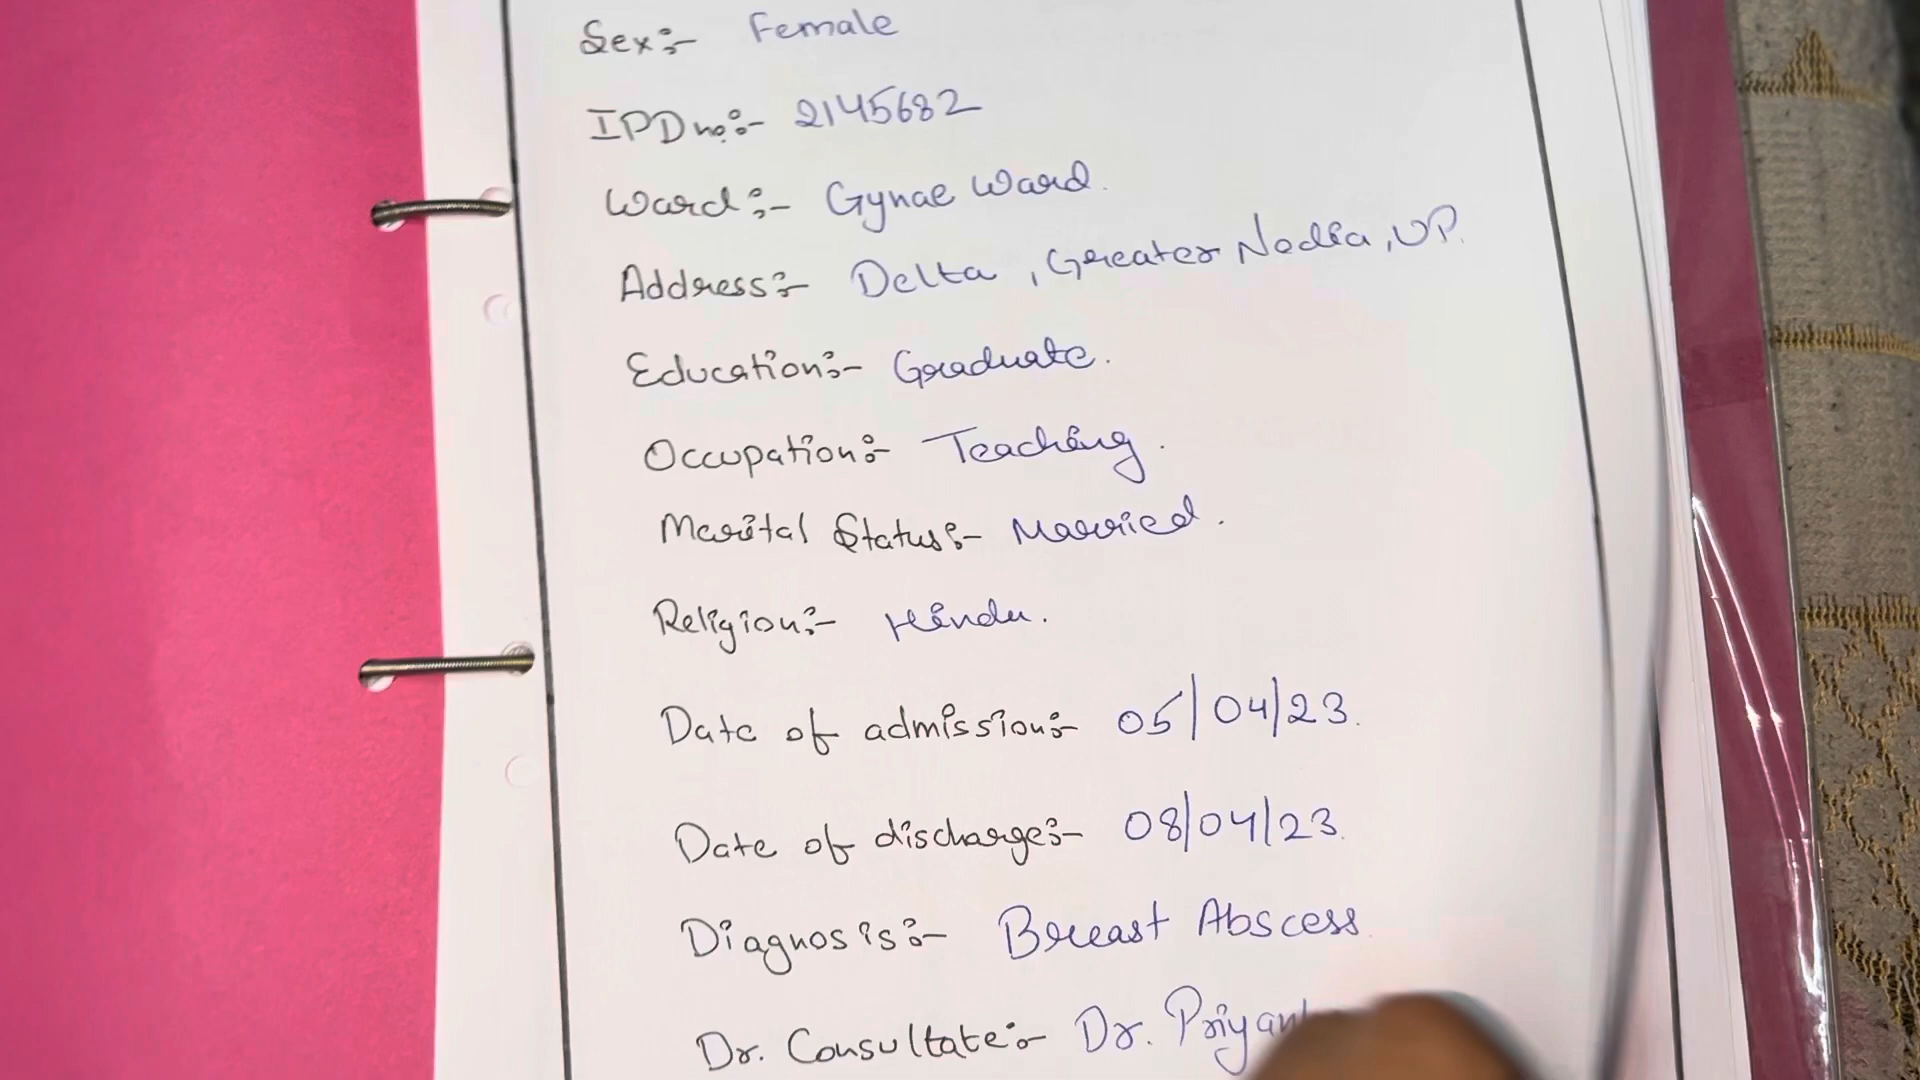 Sex:- Female
IPD no:- 2145682
Ward:- Gynae Ward.
Address:- Delta, Greater Nodia, UP.
Education:- Graduate.
Occupation:- Teaching.
Marital Status:- Married.
Religion:- Hindu.
Date of admission:- 05/04/23.
Date of discharge:- 08/04/23.
Diagnosis:- Breast Abscess
Dr. Consultate:- Dr.